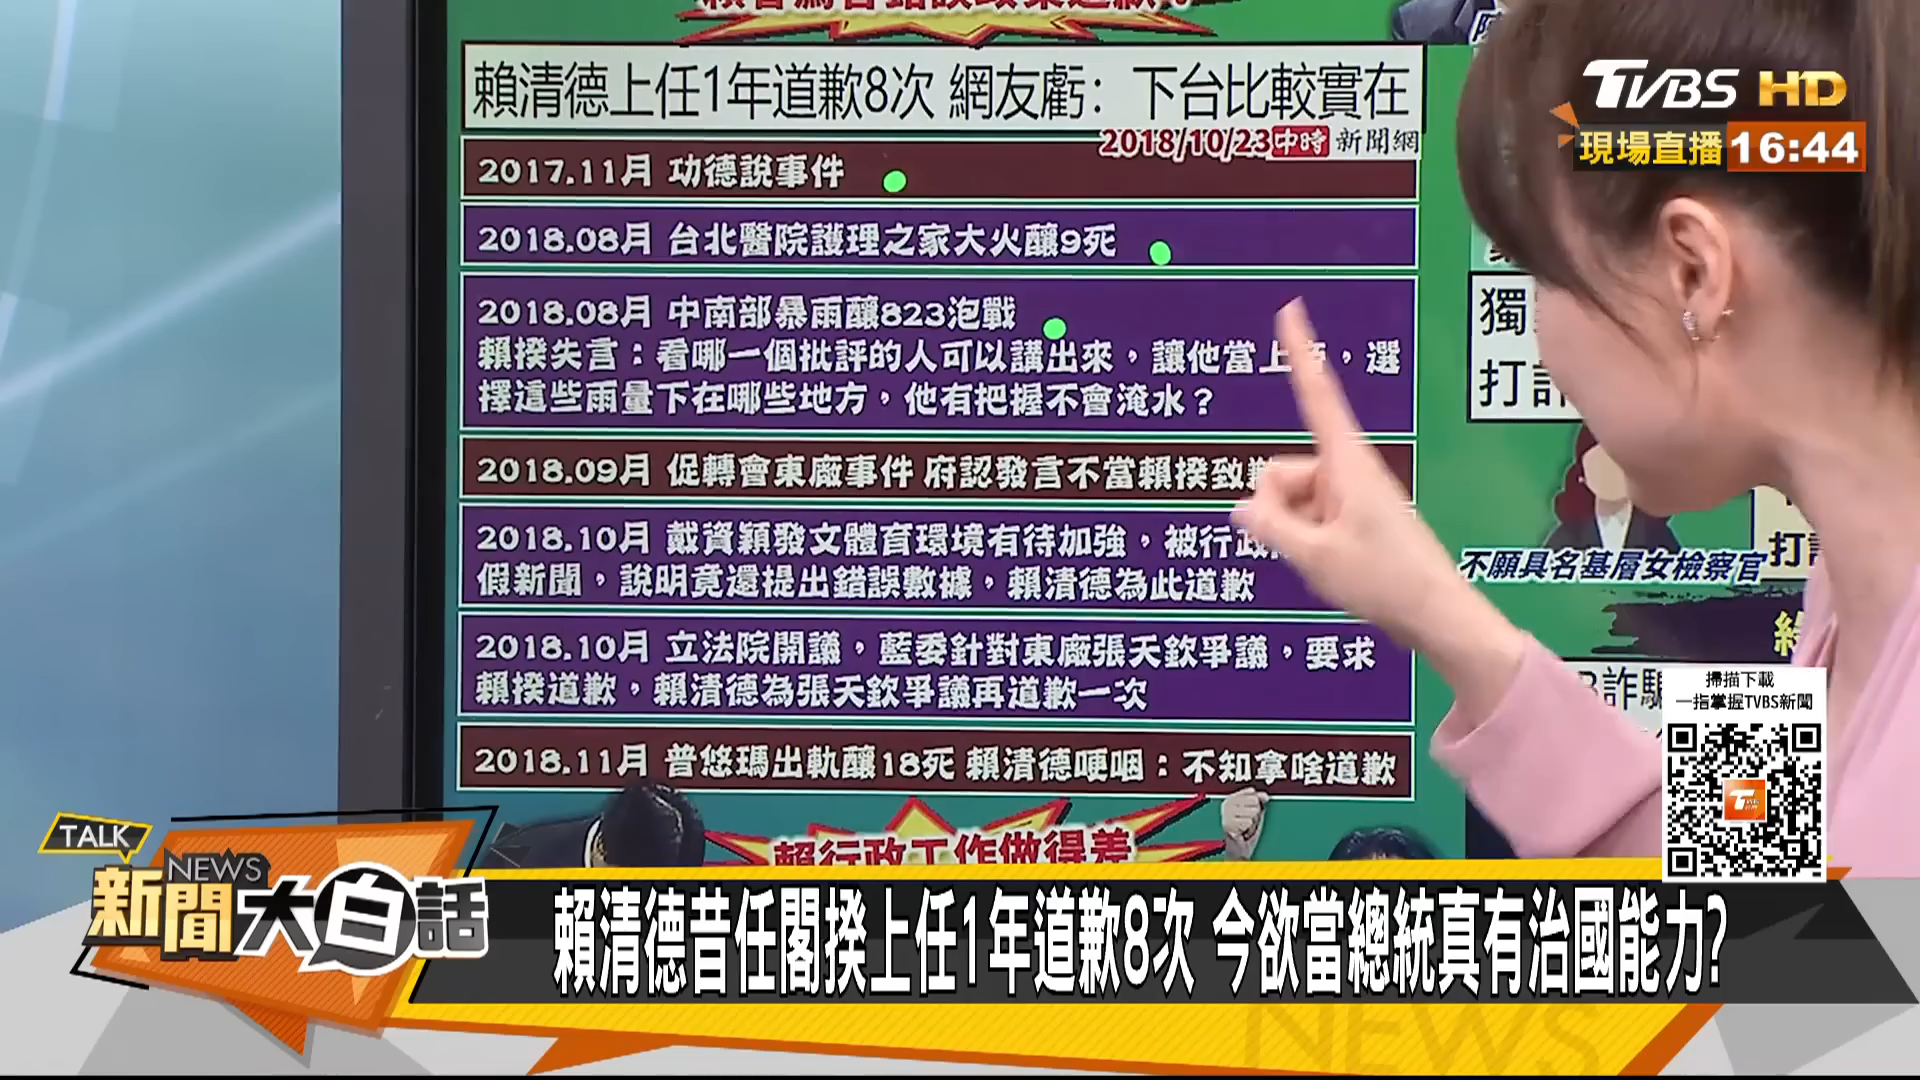 賴清德上任1年道歉8次 網友虧：下台比較實在
2018/10/23中時新聞網
2017.11月 功德說事件
2018.08月 台北醫院護理之家大火釀9死
2018.08月 中南部暴雨釀823泡戰
賴揆失言：看哪一個批評的人可以講出來，讓他當上帝，選
擇這些雨量下在哪些地方，他有把握不會淹水？
2018.09月 促轉會東廠事件 府認發言不當賴揆致歉
2018.10月 戴資穎發文體育環境有待加強，被行政
假新聞，說明竟還提出錯誤數據，賴清德為此道歉
2018.10月 立法院開議，藍委針對東廠張天欽爭議，要求
賴揆道歉，賴清德為張天欽爭議再道歉一次
2018.11月 普悠瑪出軌釀18死 賴清德哽咽：不知拿啥道歉
賴行政工作做得差
TVBS HD
現場直播 16:44
獨
打詐
不願具名基層女檢察官
打詐
詐騙
掃描下載
一指掌握TVBS新聞
TALK
NEWS
新聞大白話
賴清德昔任閣揆上任1年道歉8次 今欲當總統真有治國能力?
NEWS